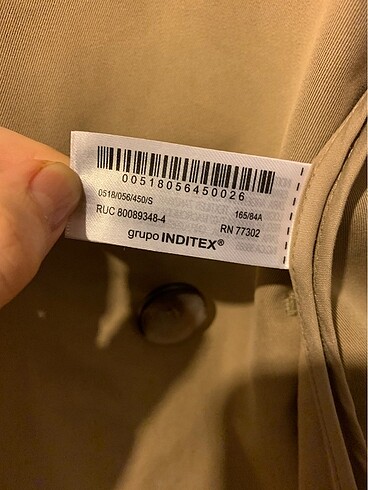 00518056450026
0518/056/450/S
165/84A
RUC 80089348-4
RN 77302
grupo INDITEX®